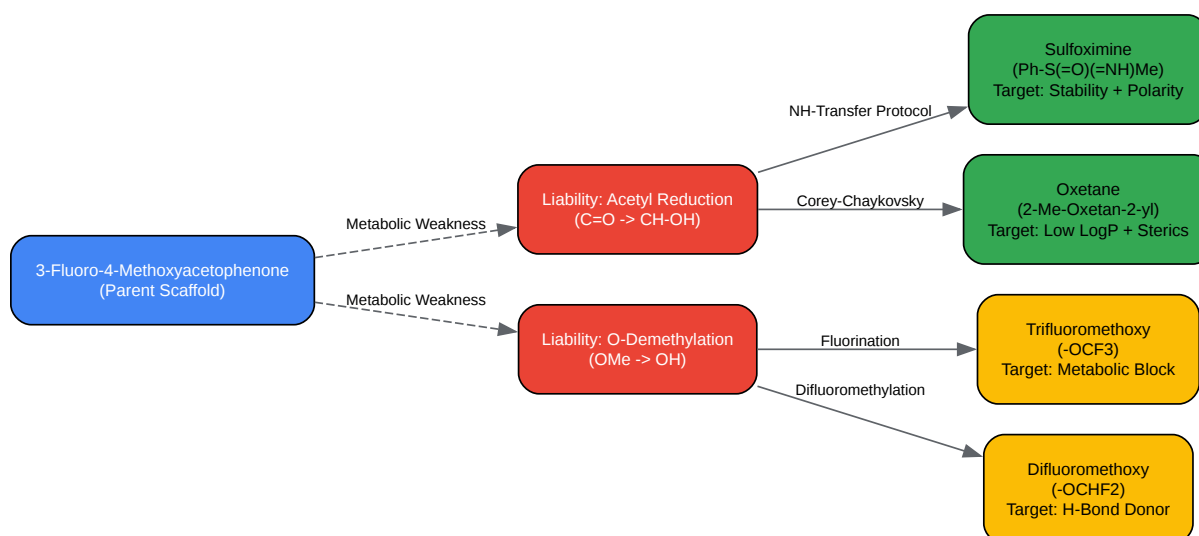 Sulfoximine
(Ph-S(=O)(=NH)Me)
Target: Stability + Polarity
NH-Transfer Protocol
Liability: Acetyl Reduction
(C=O -> CH-OH)
Corey-Chaykovsky
Oxetane
(2-Me-Oxetan-2-yl)
Target: Low LogP + Sterics
Metabolic Weakness
3-Fluoro-4-Methoxyacetophenone
(Parent Scaffold)
Metabolic Weakness
Liability: O-Demethylation
(OMe -> OH)
Fluorination
Trifluoromethoxy
(-OCF3)
Target: Metabolic Block
Difluoromethylation
Difluoromethoxy
(-OCHF2)
Target: H-Bond Donor